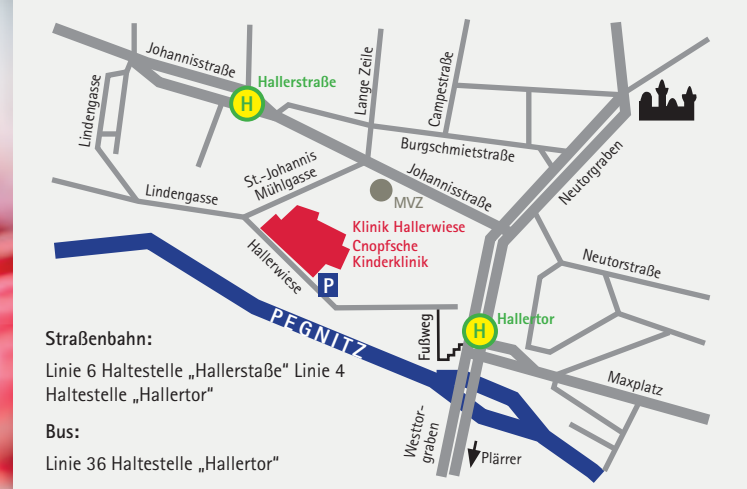 Johannisstraße
Hallerstraße
H
Lange Zeile
Campestraße
Lindengasse
Burgschmietstraße
St.-Johannis
Mühlgasse
Johannisstraße
Neutorgraben
Lindengasse
MVZ
Klinik Hallerwiese
Cnopfsche
Kinderklinik
Hallerwiese
P
Neutorstraße
PEGNITZ
Fußweg
H
Hallertor
Maxplatz
Westtor-
graben
Plärrer
Straßenbahn:
Linie 6 Haltestelle „Hallerstaße“ Linie 4
Haltestelle „Hallertor“
Bus:
Linie 36 Haltestelle „Hallertor“